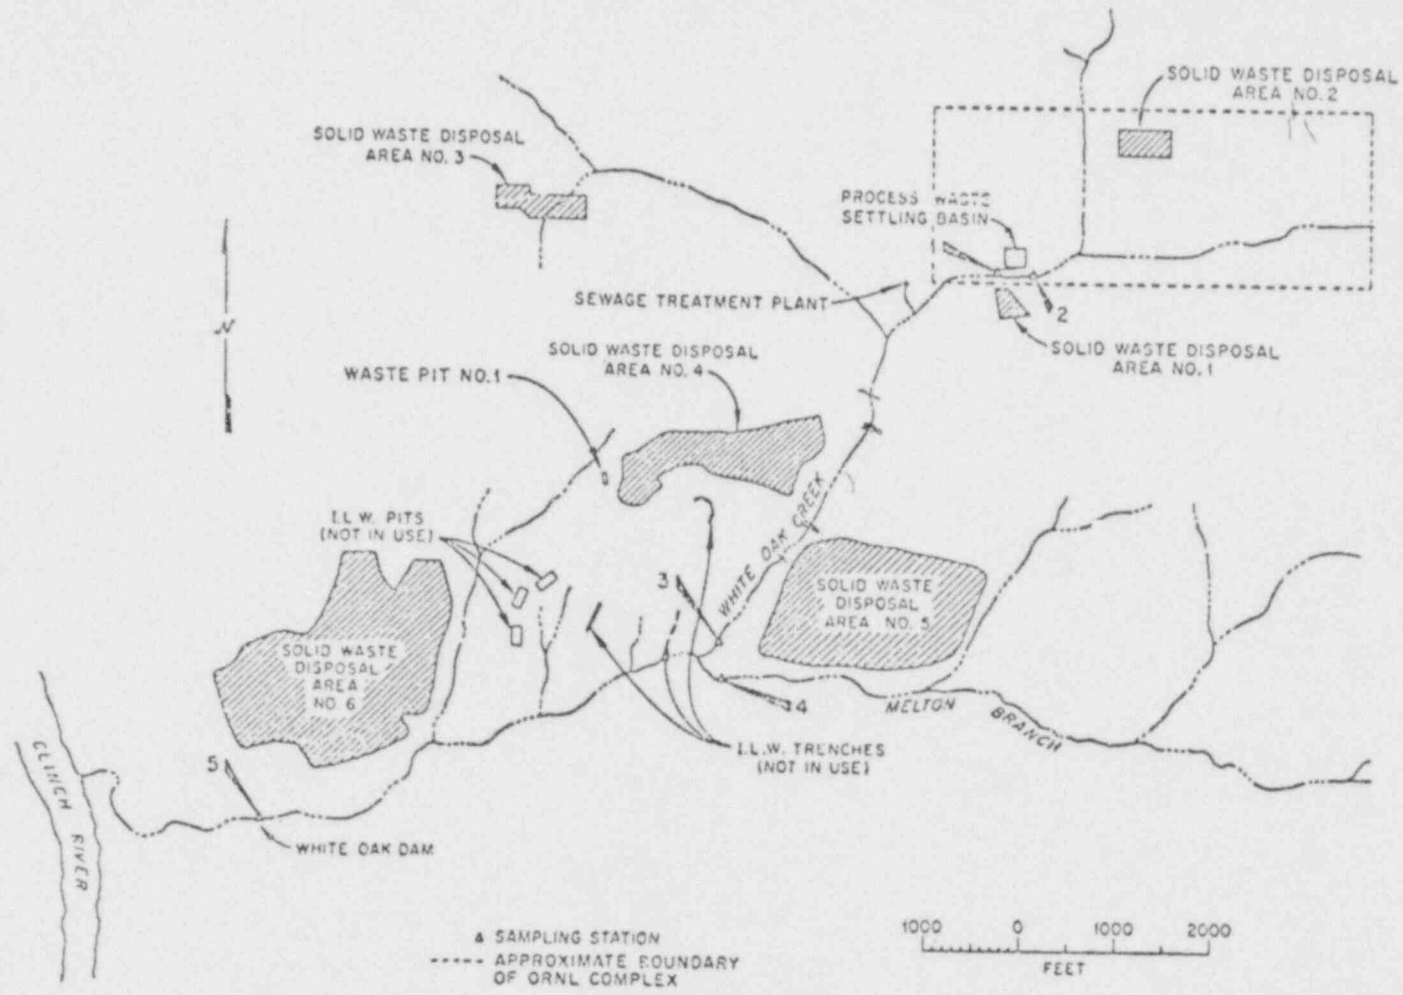 SOLID WASTE DISPOSAL
AREA NO. 2
SOLID WASTE DISPOSAL
AREA NO. 3
PROCESS WASTE
SETTLING BASIN
N
SEWAGE TREATMENT PLANT
2
SOLID WASTE DISPOSAL
AREA NO. 1
SOLID WASTE DISPOSAL
AREA NO. 4
WASTE PIT NO. 1
WHITE OAK CREEK
I.L.W. PITS
(NOT IN USE)
3
SOLID WASTE
DISPOSAL
AREA NO. 5
SOLID WASTE
DISPOSAL
AREA
NO. 6
4
MELTON BRANCH
I.L.W. TRENCHES
(NOT IN USE)
5
CLINCH RIVER
WHITE OAK DAM
SAMPLING STATION
APPROXIMATE BOUNDARY
OF ORNL COMPLEX
1000 0 1000 2000
FEET